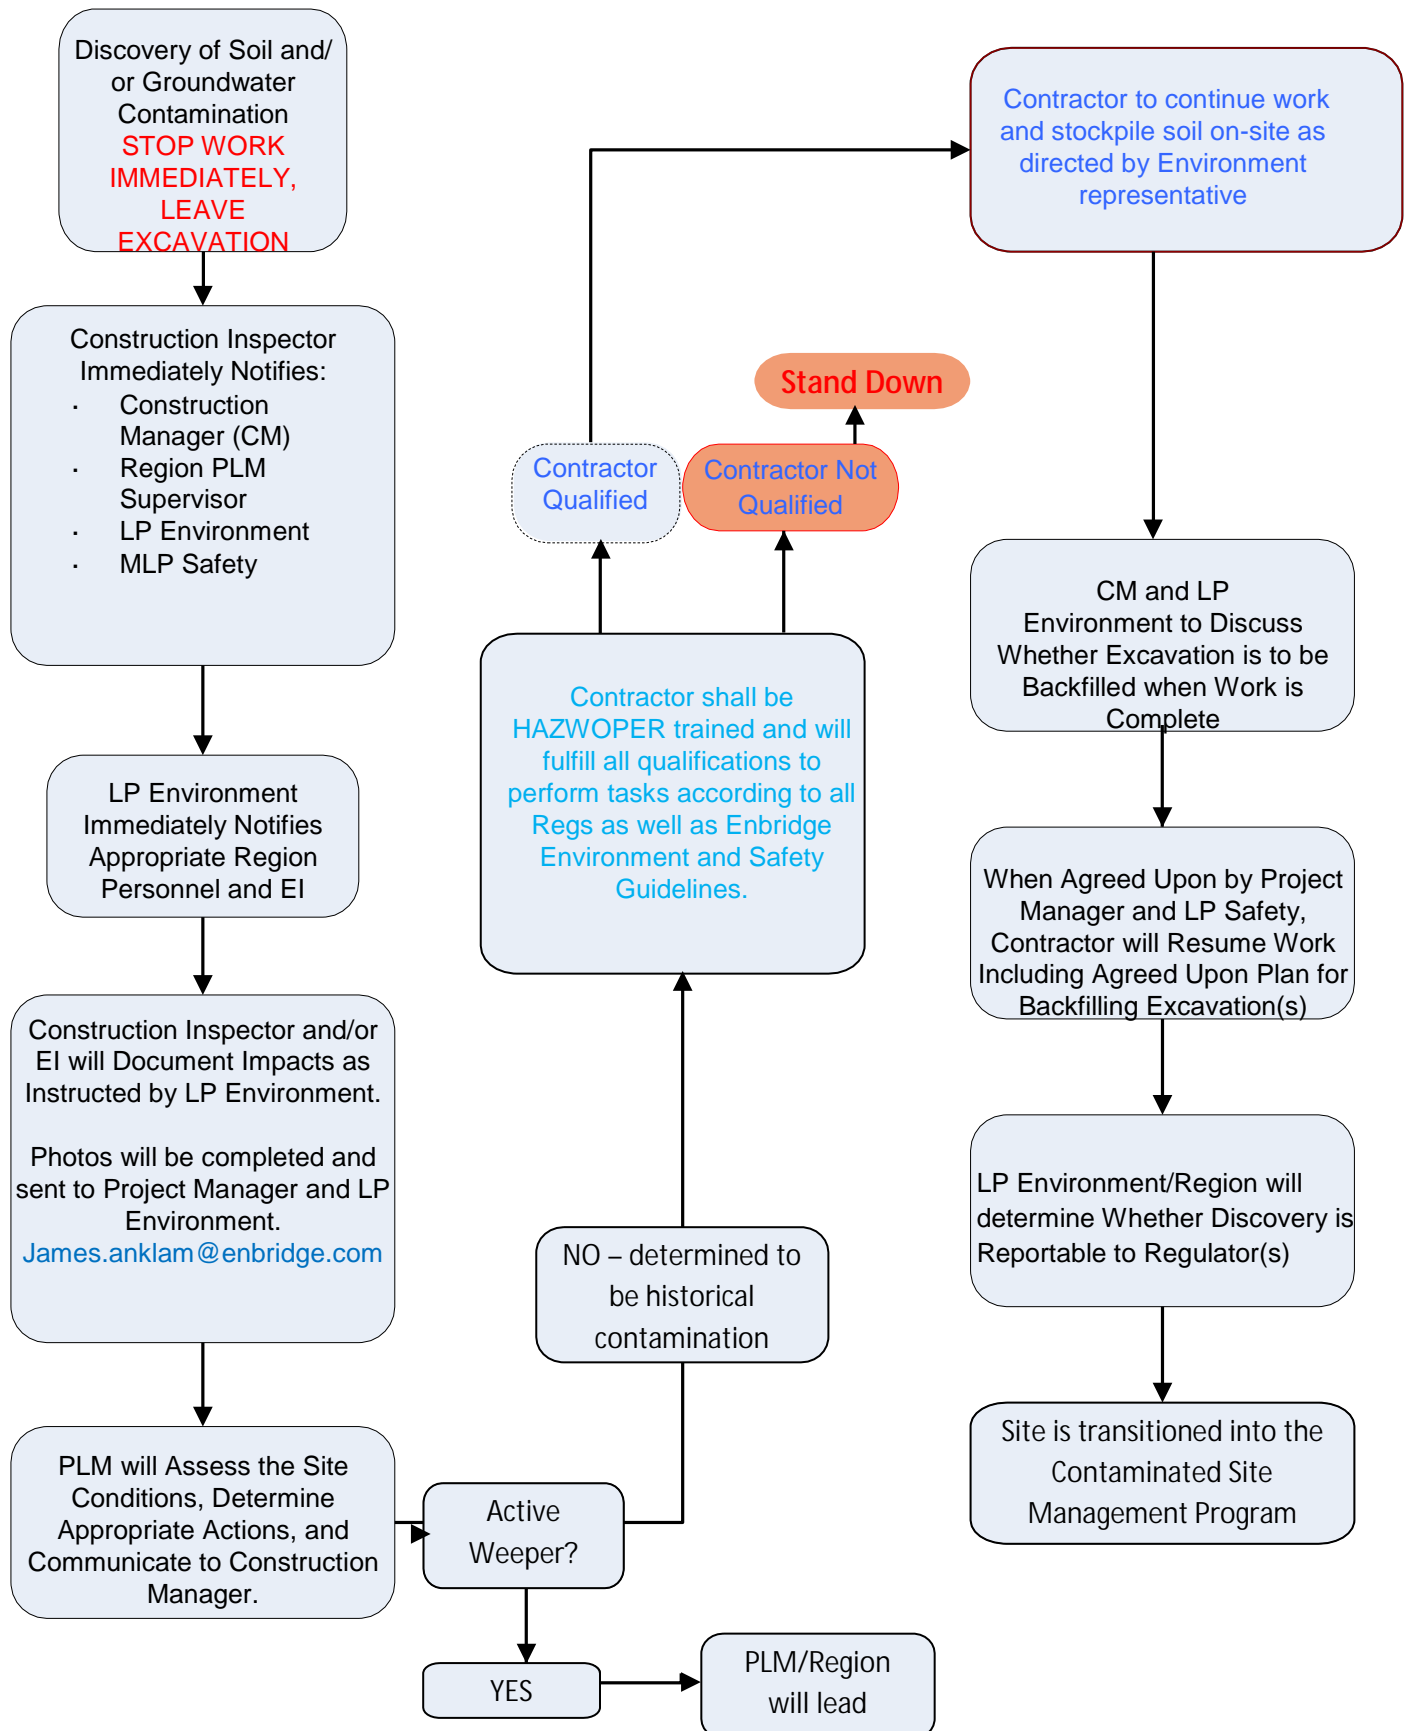 Discovery of Soil and/
or Groundwater
Contamination
STOP WORK
IMMEDIATELY,
LEAVE
EXCAVATION
Construction Inspector
Immediately Notifies:
· Construction
Manager (CM)
· Region PLM
Supervisor
· LP Environment
· MLP Safety
LP Environment
Immediately Notifies
Appropriate Region
Personnel and EI
Construction Inspector and/or
EI will Document Impacts as
Instructed by LP Environment.
Photos will be completed and
sent to Project Manager and LP
Environment.
James.anklam@enbridge.com
PLM will Assess the Site
Conditions, Determine
Appropriate Actions, and
Communicate to Construction
Manager.
Active
Weeper?
YES
PLM/Region
will lead
NO – determined to
be historical
contamination
Contractor shall be
HAZWOPER trained and will
fulfill all qualifications to
perform tasks according to all
Regs as well as Enbridge
Environment and Safety
Guidelines.
Contractor
Qualified
Contractor Not
Qualified
Stand Down
Contractor to continue work
and stockpile soil on-site as
directed by Environment
representative
CM and LP
Environment to Discuss
Whether Excavation is to be
Backfilled when Work is
Complete
When Agreed Upon by Project
Manager and LP Safety,
Contractor will Resume Work
Including Agreed Upon Plan for
Backfilling Excavation(s)
LP Environment/Region will
determine Whether Discovery is
Reportable to Regulator(s)
Site is transitioned into the
Contaminated Site
Management Program